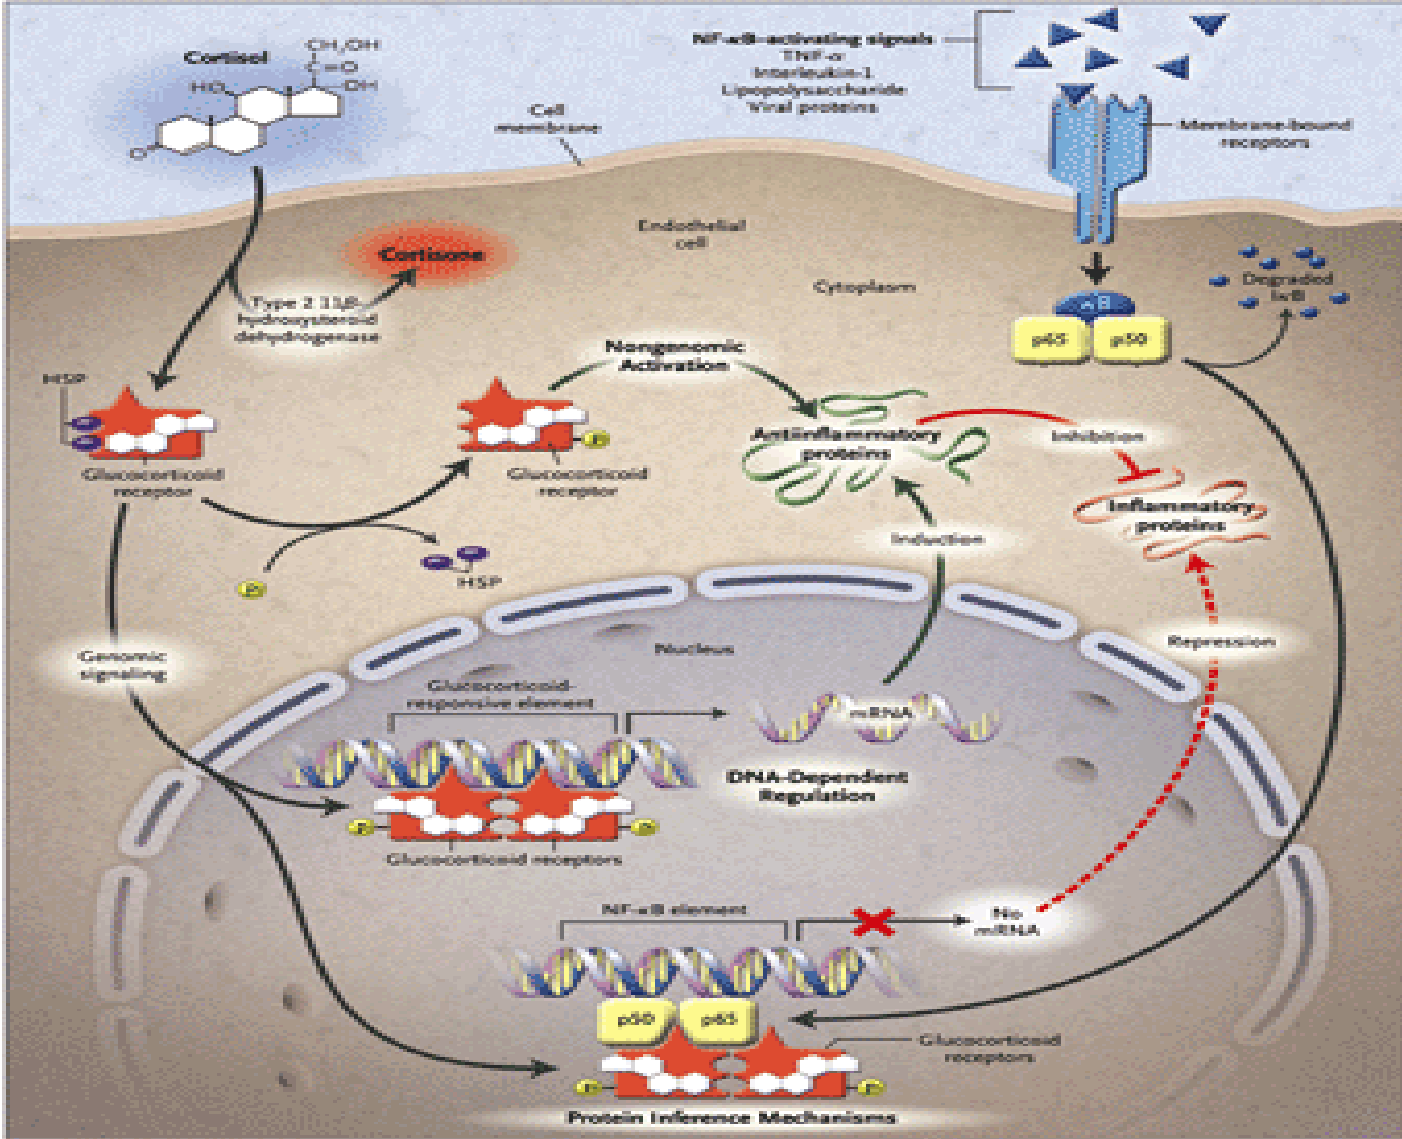 Cortisol
CH2OH
C=O
HO
OH
O
NF-κB–activating signals
TNF-α
Interleukin-1
Lipopolysaccharide
Viral proteins
Cell
membrane
Membrane-bound
receptors
Endothelial
cell
Cortisone
Cytoplasm
Degraded
IκB
κB
p65
p50
Type 2 11β-
hydroxysteroid
dehydrogenase
Nongenomic
Activation
HSP
P
Glucocorticoid
receptor
Glucocorticoid
receptor
Antiinflammatory
proteins
Inhibition
Inflammatory
proteins
Induction
HSP
P
Genomic
signaling
Nucleus
Repression
Glucocorticoid-
responsive element
mRNA
DNA-Dependent
Regulation
P
P
Glucocorticoid receptors
NF-κB element
No
mRNA
p50
p65
Glucocorticoid
receptors
P
P
Protein Inference Mechanisms